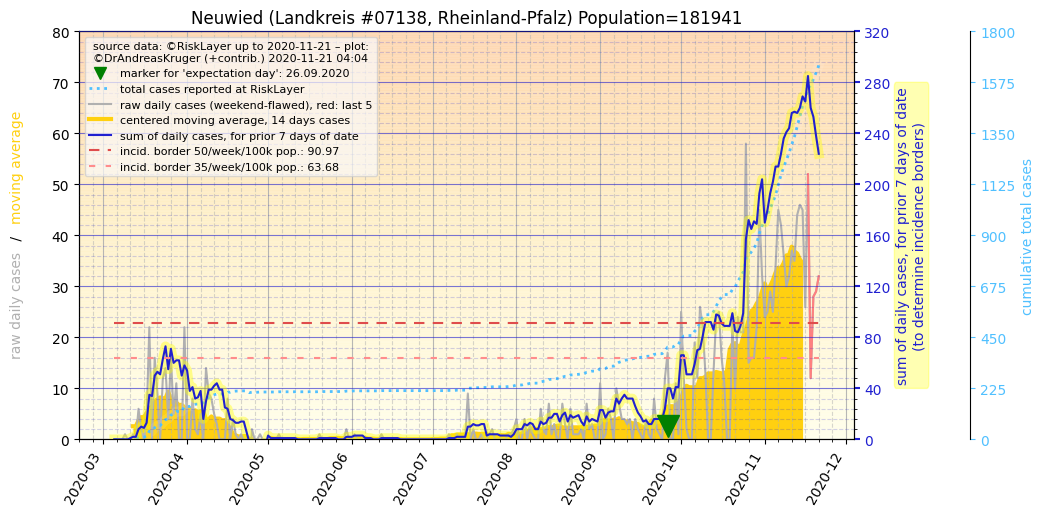 Neuwied (Landkreis #07138, Rheinland-Pfalz) Population=181941
source data: ©RiskLayer up to 2020-11-21 – plot:
©DrAndreasKruger (+contrib.) 2020-11-21 04:04
marker for 'expectation day': 26.09.2020
total cases reported at RiskLayer
raw daily cases (weekend-flawed), red: last 5
centered moving average, 14 days cases
sum of daily cases, for prior 7 days of date
incid. border 50/week/100k pop.: 90.97
incid. border 35/week/100k pop.: 63.68
raw daily cases / moving average
80
70
60
50
40
30
20
10
0
2020-03
2020-04
2020-05
2020-06
2020-07
2020-08
2020-09
2020-10
2020-11
2020-12
320
280
240
200
160
120
80
40
0
sum of daily cases, for prior 7 days of date
(to determine incidence borders)
1800
1575
1350
1125
900
675
450
225
0
cumulative total cases